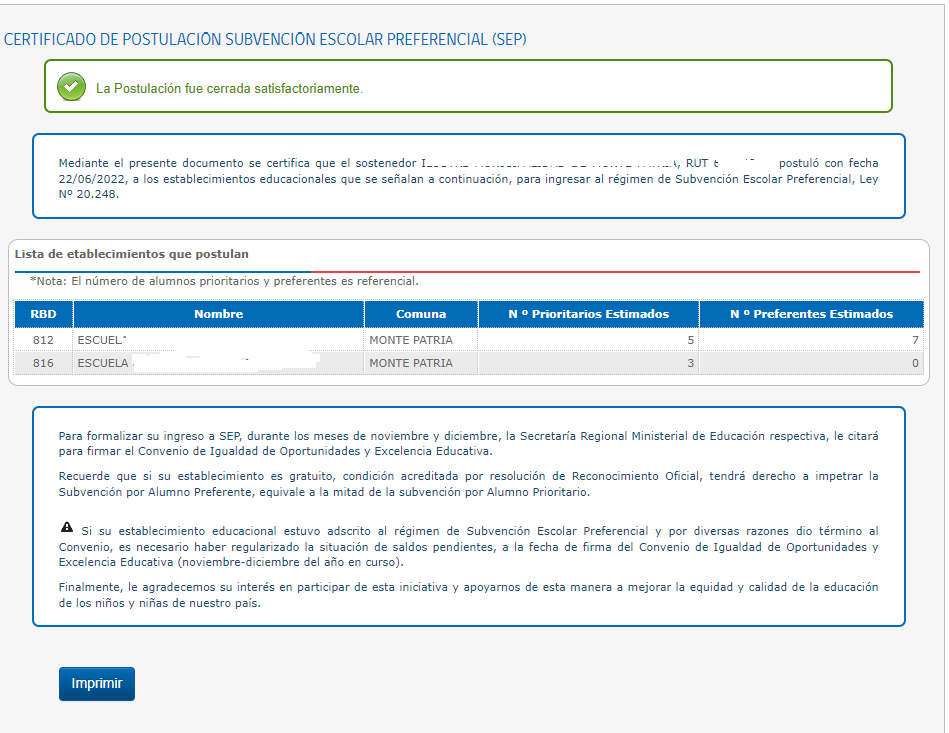 CERTIFICADO DE POSTULACIÓN SUBVENCIÓN ESCOLAR PREFERENCIAL (SEP)
La Postulación fue cerrada satisfactoriamente.
Mediante el presente documento se certifica que el sostenedor , RUT postuló con fecha
22/06/2022, a los establecimientos educacionales que se señalan a continuación, para ingresar al régimen de Subvención Escolar Preferencial, Ley
Nº 20.248.
Lista de etablecimientos que postulan
*Nota: El número de alumnos prioritarios y preferentes es referencial.
RBD Nombre Comuna N º Prioritarios Estimados N º Preferentes Estimados
812 MONTE PATRIA 5 7
816 ESCUELA MONTE PATRIA 3 0
Para formalizar su ingreso a SEP, durante los meses de noviembre y diciembre, la Secretaría Regional Ministerial de Educación respectiva, le citará
para firmar el Convenio de Igualdad de Oportunidades y Excelencia Educativa.
Recuerde que si su establecimiento es gratuito, condición acreditada por resolución de Reconocimiento Oficial, tendrá derecho a impetrar la
Subvención por Alumno Preferente, equivale a la mitad de la subvención por Alumno Prioritario.
Si su establecimiento educacional estuvo adscrito al régimen de Subvención Escolar Preferencial y por diversas razones dio término al
Convenio, es necesario haber regularizado la situación de saldos pendientes, a la fecha de firma del Convenio de Igualdad de Oportunidades y
Excelencia Educativa (noviembre-diciembre del año en curso).
Finalmente, le agradecemos su interés en participar de esta iniciativa y apoyarnos de esta manera a mejorar la equidad y calidad de la educación
de los niños y niñas de nuestro país.
Imprimir